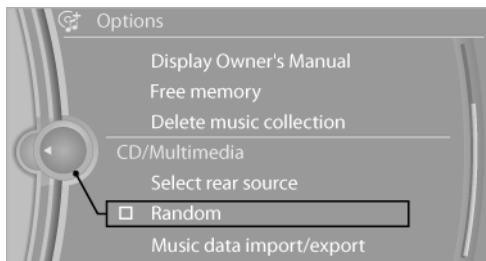 Options
Display Owner's Manual
Free memory
Delete music collection
CD/Multimedia
Select rear source
Random
Music data import/export